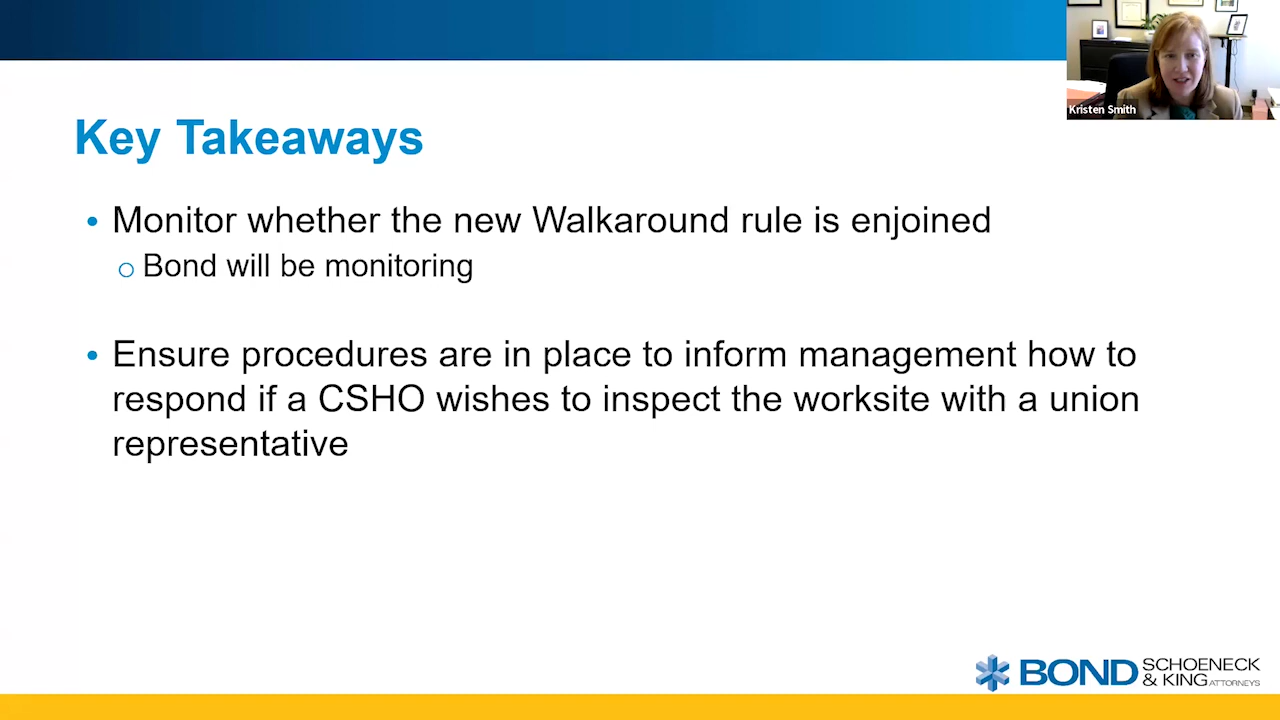 Kristen Smith
Key Takeaways
• Monitor whether the new Walkaround rule is enjoined
o Bond will be monitoring
• Ensure procedures are in place to inform management how to
respond if a CSHO wishes to inspect the worksite with a union
representative
BOND SCHOENECK
& KING ATTORNEYS